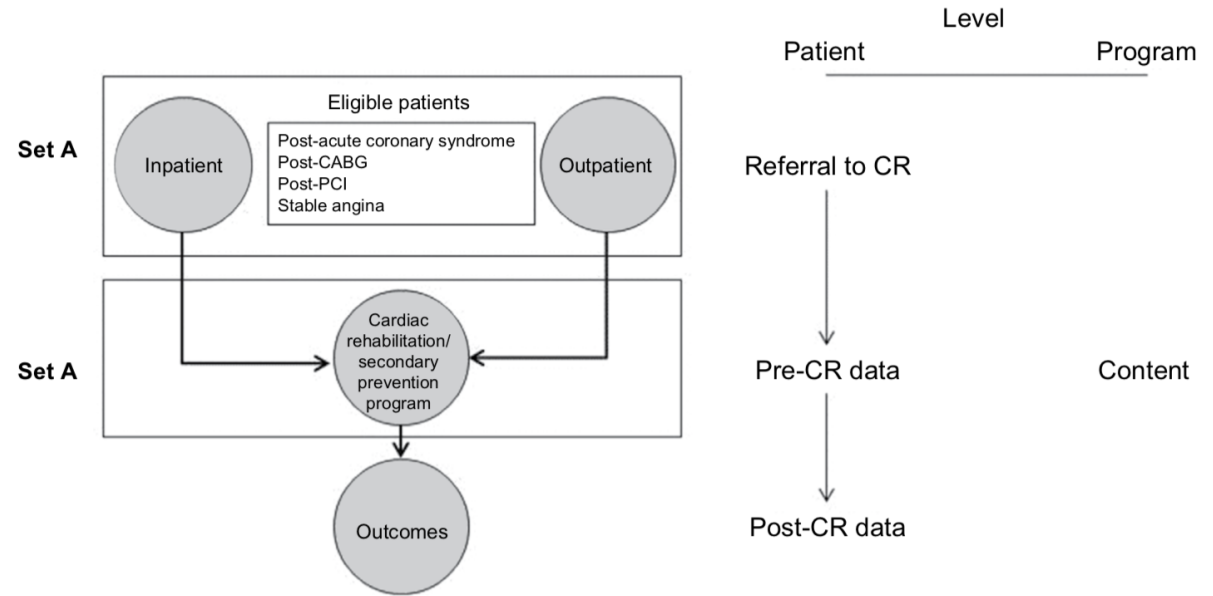 Level
Patient Program
Eligible patients
Set A
Inpatient
Post-acute coronary syndrome
Post-CABG
Post-PCI
Stable angina
Outpatient
Referral to CR
Set A
Cardiac
rehabilitation/
secondary
prevention
program
Pre-CR data
Content
Outcomes
Post-CR data